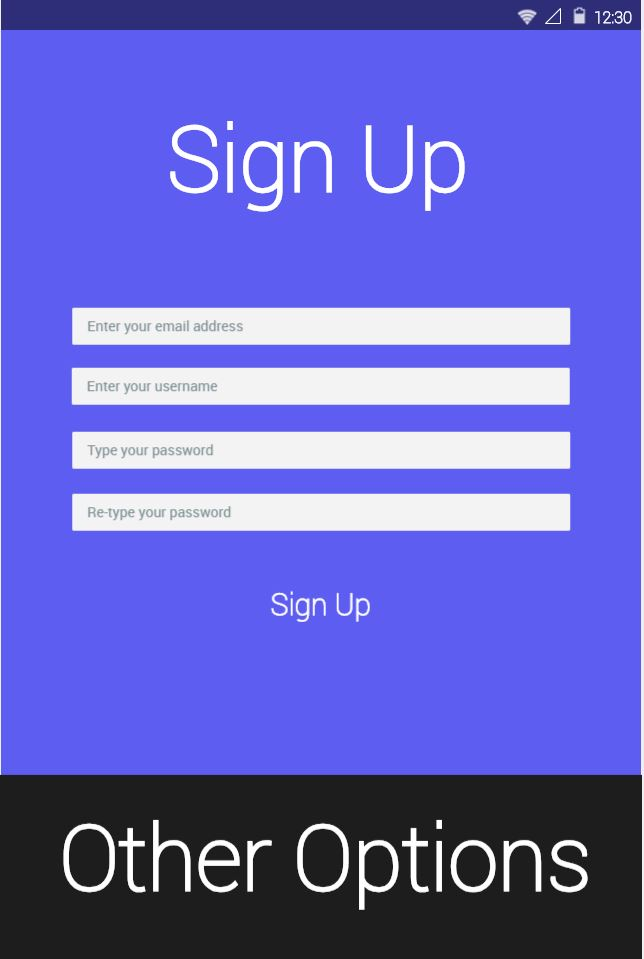 12:30
Sign Up
Enter your email address
Enter your username
Type your password
Re-type your password
Sign Up
Other Options